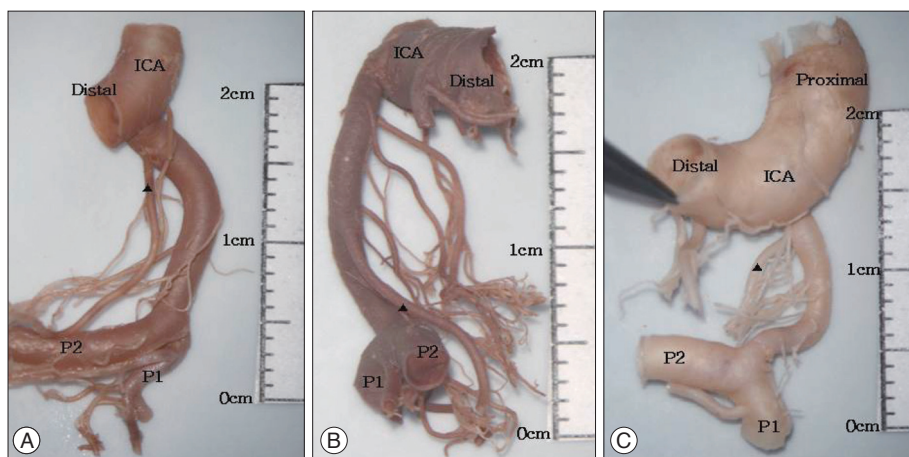 ICA
Distal
2cm
1cm
P2
P1
0cm
A
ICA
2cm
Distal
1cm
P2
P1
0cm
B
Proximal
2cm
Distal
ICA
1cm
P2
P1
0cm
C